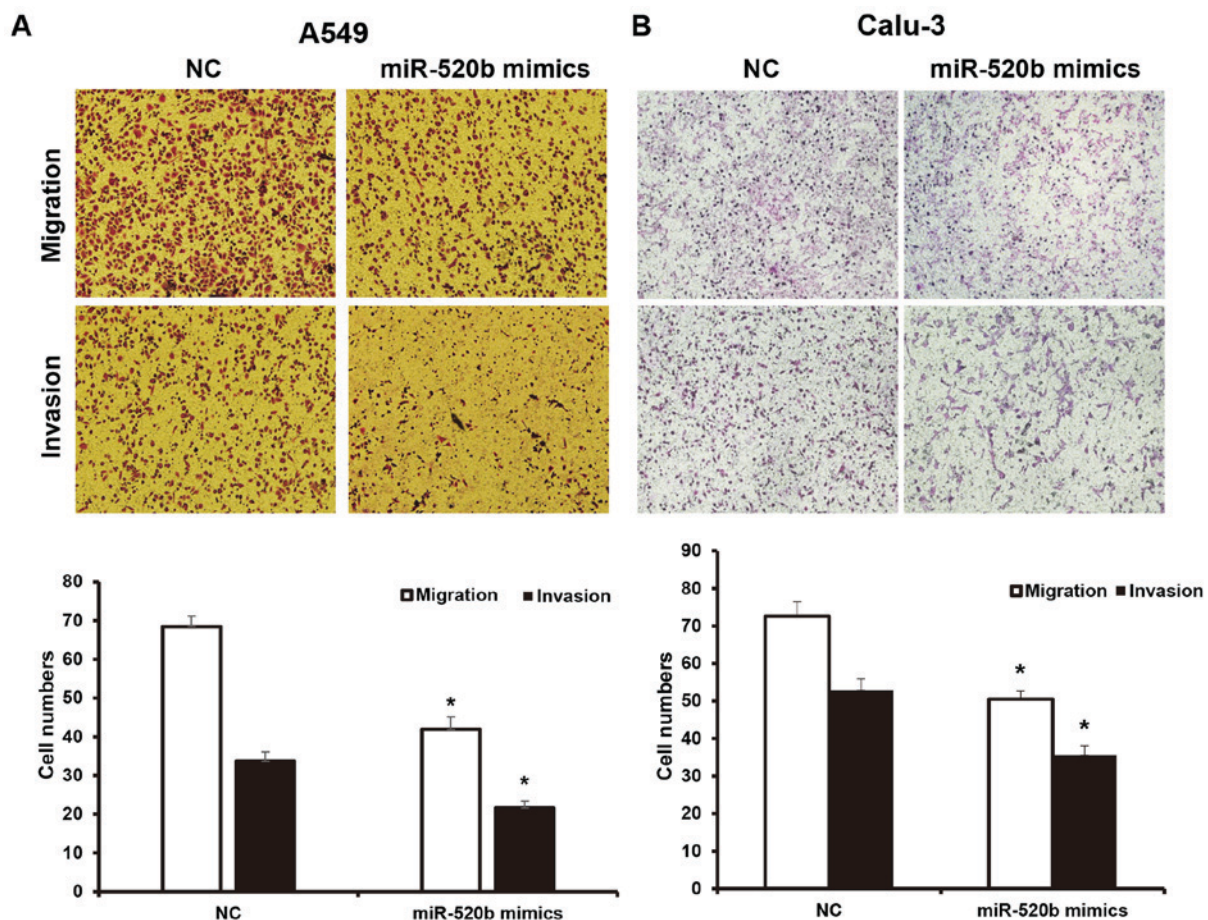 A
A549
NC
miR-520b mimics
Migration
Invasion
80
70
60
50
40
30
20
10
0
Cell numbers
Migration
Invasion
*
*
NC
miR-520b mimics
B
Calu-3
NC
miR-520b mimics
90
80
70
60
50
40
30
20
10
0
Cell numbers
Migration
Invasion
*
*
NC
miR-520b mimics